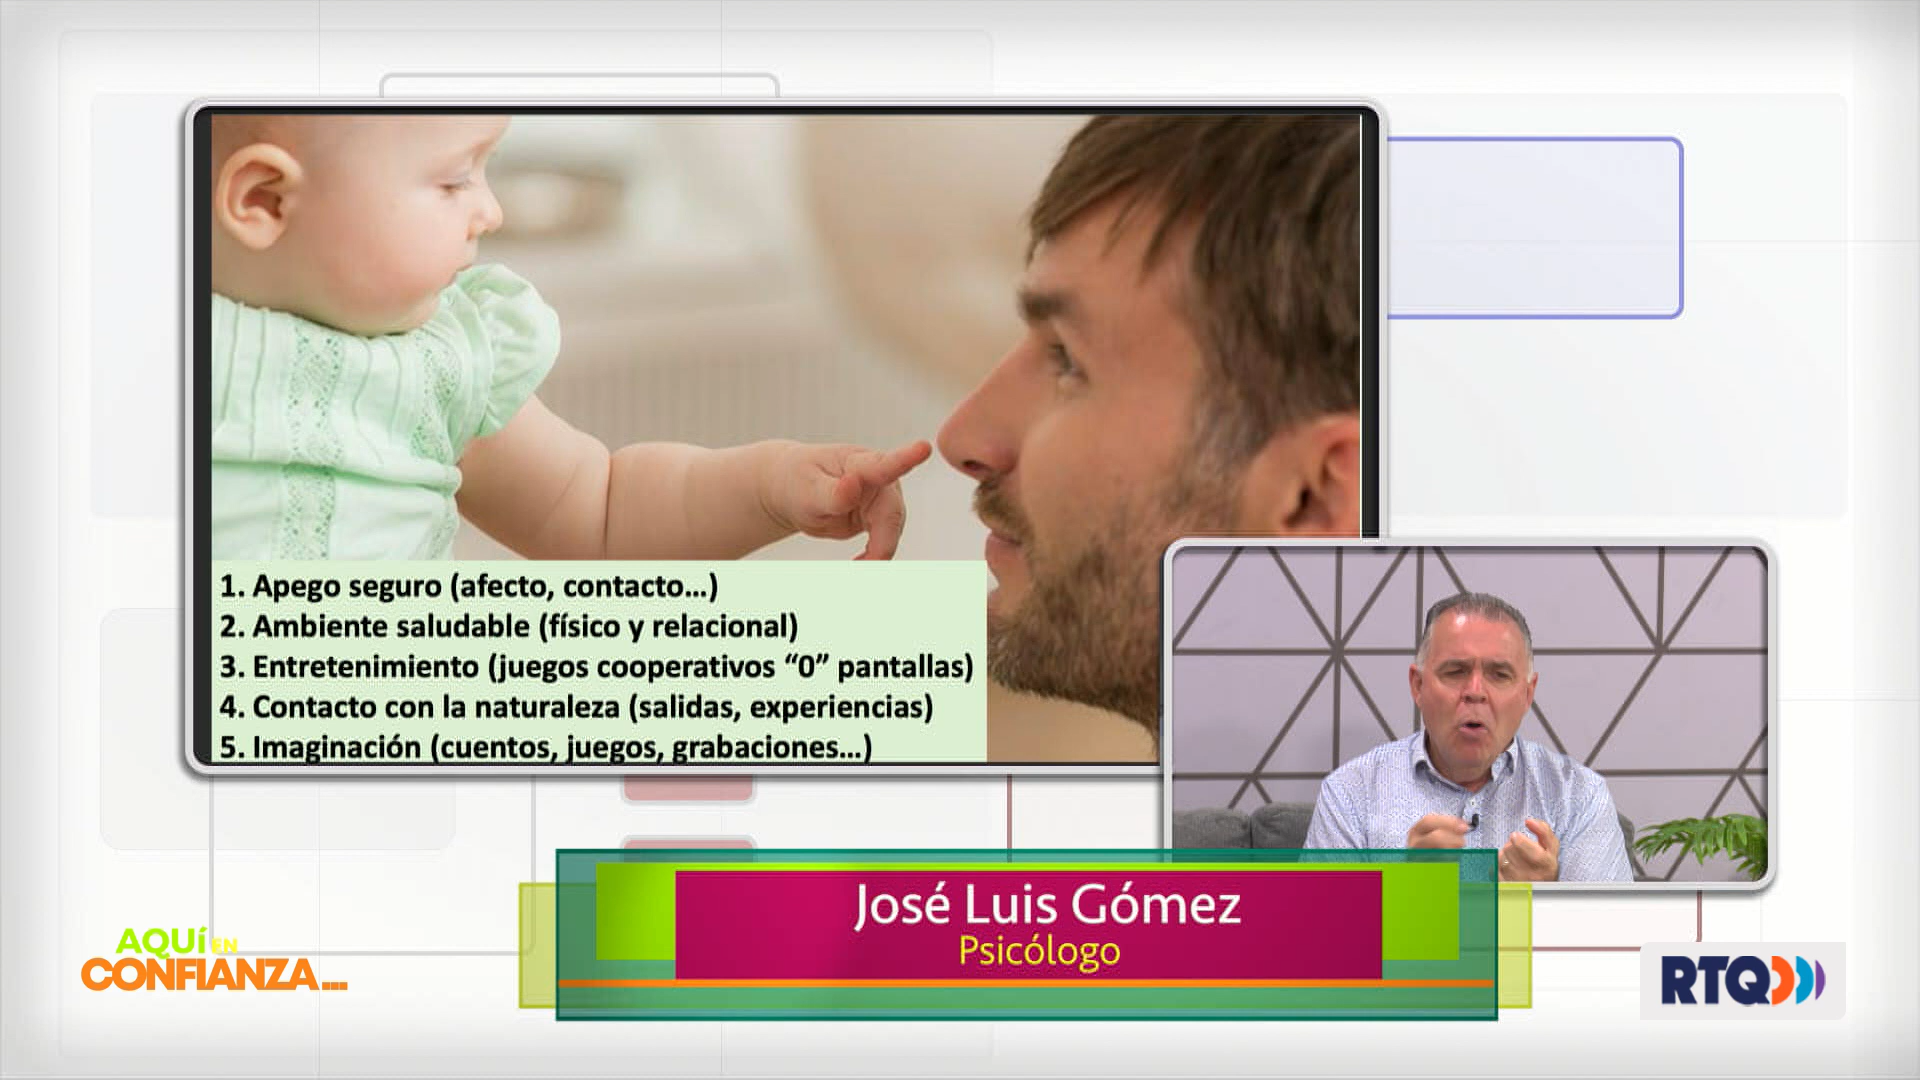 1. Apego seguro (afecto, contacto...)
2. Ambiente saludable (físico y relacional)
3. Entretenimiento (juegos cooperativos “0” pantallas)
4. Contacto con la naturaleza (salidas, experiencias)
5. Imaginación (cuentos, juegos, grabaciones...)
José Luis Gómez
Psicólogo
AQUí EN
CONFIANZA...
RTQ